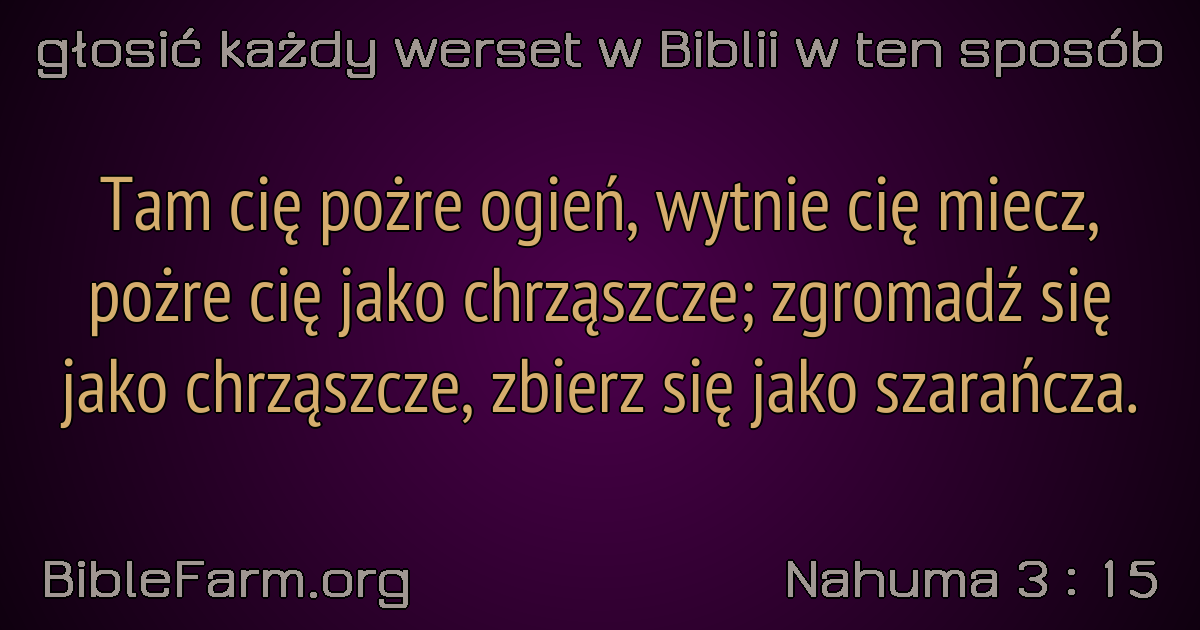 głosić każdy werset w Biblii w ten sposób
Tam cię pożre ogień, wytnie cię miecz,
pożre cię jako chrząszcze; zgromadź się
jako chrząszcze, zbierz się jako szarańcza.
BibleFarm.org
Nahuma 3 : 15